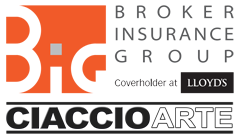 BiG
BROKER
INSURANCE
GROUP
Coverholder at LLOYD'S
CIACCIOARTE